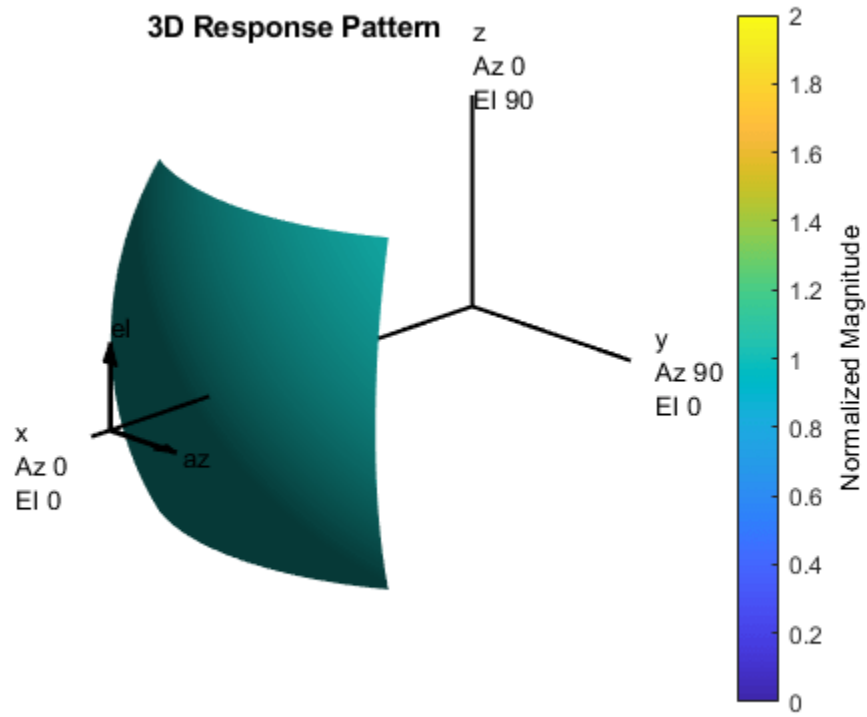 3D Response Pattern
z
Az 0
El 90
el
az
x
Az 0
El 0
y
Az 90
El 0
2
1.8
1.6
1.4
1.2
1
0.8
0.6
0.4
0.2
0
Normalized Magnitude